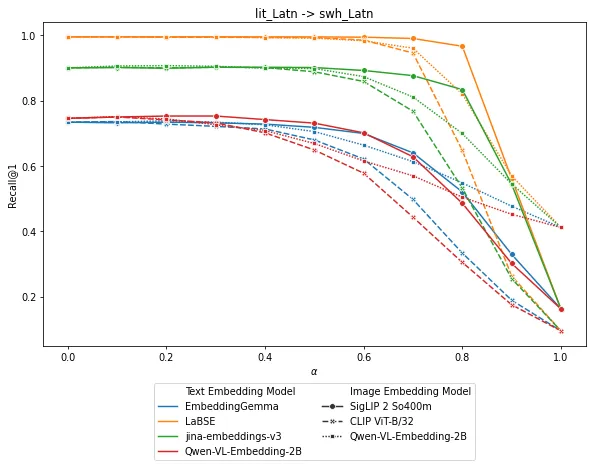 lit_Latn -> swh_Latn
Recall@1
1.0
0.8
0.6
0.4
0.2
0.0 0.2 0.4 0.6 0.8 1.0
α
Text Embedding Model
EmbeddingGemma
LaBSE
jina-embeddings-v3
Qwen-VL-Embedding-2B
Image Embedding Model
SigLIP 2 So400m
CLIP ViT-B/32
Qwen-VL-Embedding-2B